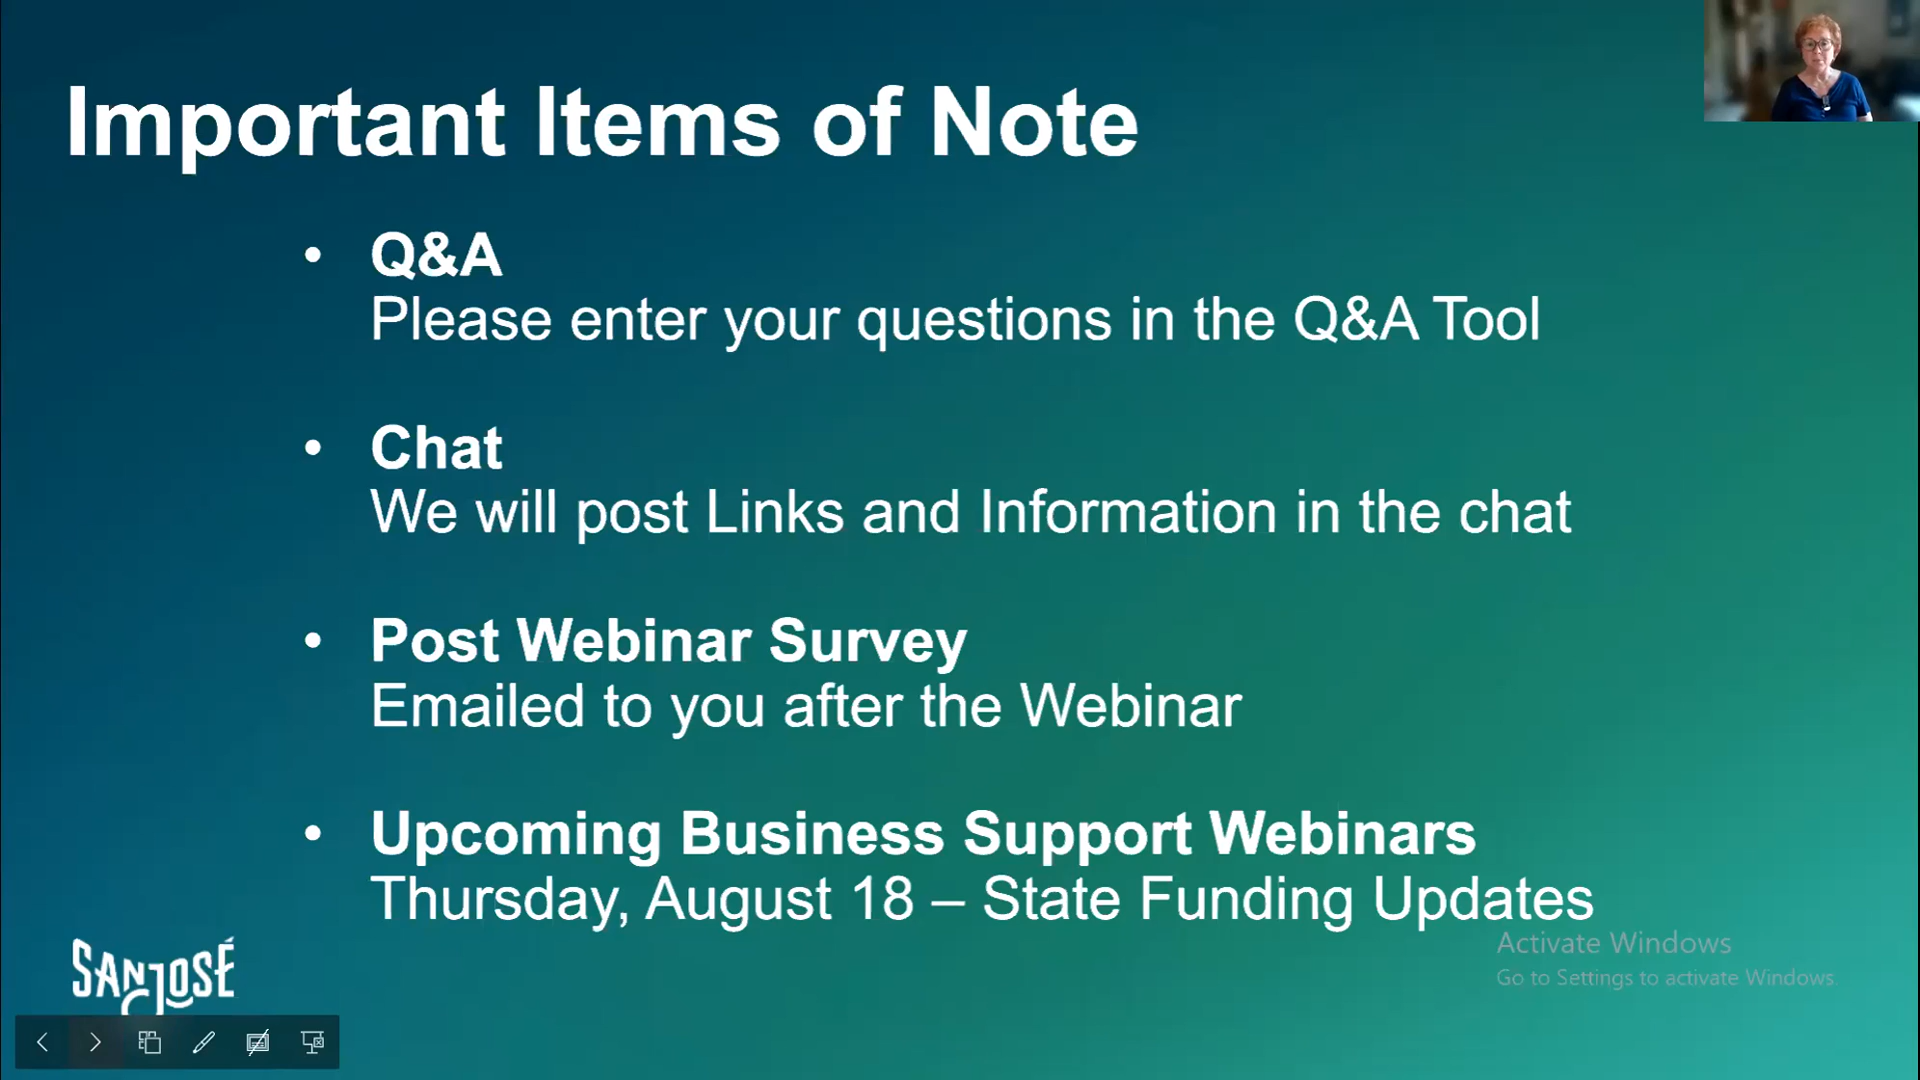 Important Items of Note
• Q&A
Please enter your questions in the Q&A Tool
• Chat
We will post Links and Information in the chat
• Post Webinar Survey
Emailed to you after the Webinar
• Upcoming Business Support Webinars
Thursday, August 18 – State Funding Updates
Activate Windows
Go to Settings to activate Windows.
SAN JOSÉ